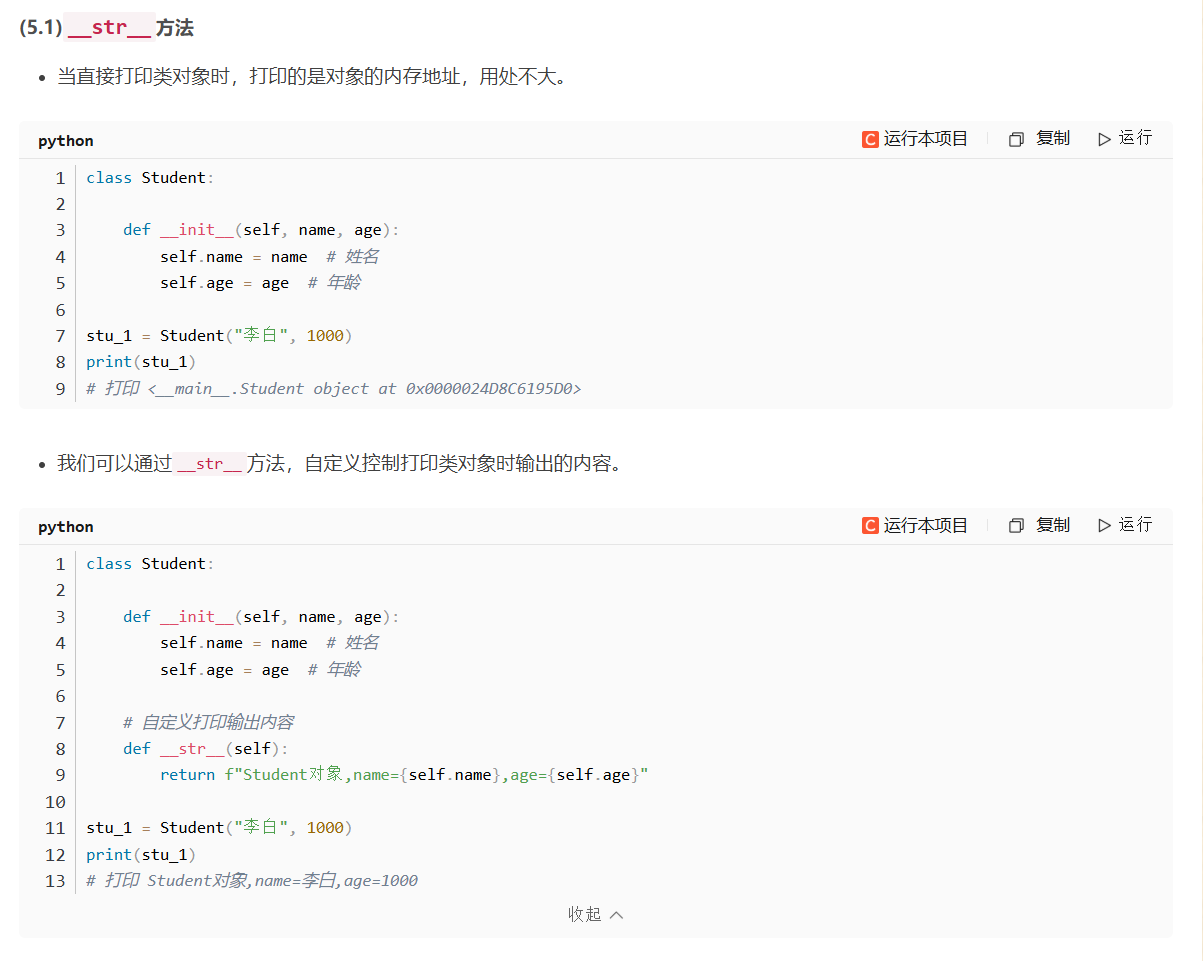 (5.1) __str__ 方法
当直接打印类对象时，打印的是对象的内存地址，用处不大。
python C 运行本项目 复制 运行
1 class Student:
2
3     def __init__(self, name, age):
4         self.name = name  # 姓名
5         self.age = age  # 年龄
6
7 stu_1 = Student("李白", 1000)
8 print(stu_1)
9 # 打印 <__main__.Student object at 0x0000024D8C6195D0>
我们可以通过 __str__ 方法，自定义控制打印类对象时输出的内容。
python C 运行本项目 复制 运行
1 class Student:
2
3     def __init__(self, name, age):
4         self.name = name  # 姓名
5         self.age = age  # 年龄
6
7     # 自定义打印输出内容
8     def __str__(self):
9         return f"Student对象,name={self.name},age={self.age}"
10
11 stu_1 = Student("李白", 1000)
12 print(stu_1)
13 # 打印 Student对象,name=李白,age=1000
收起